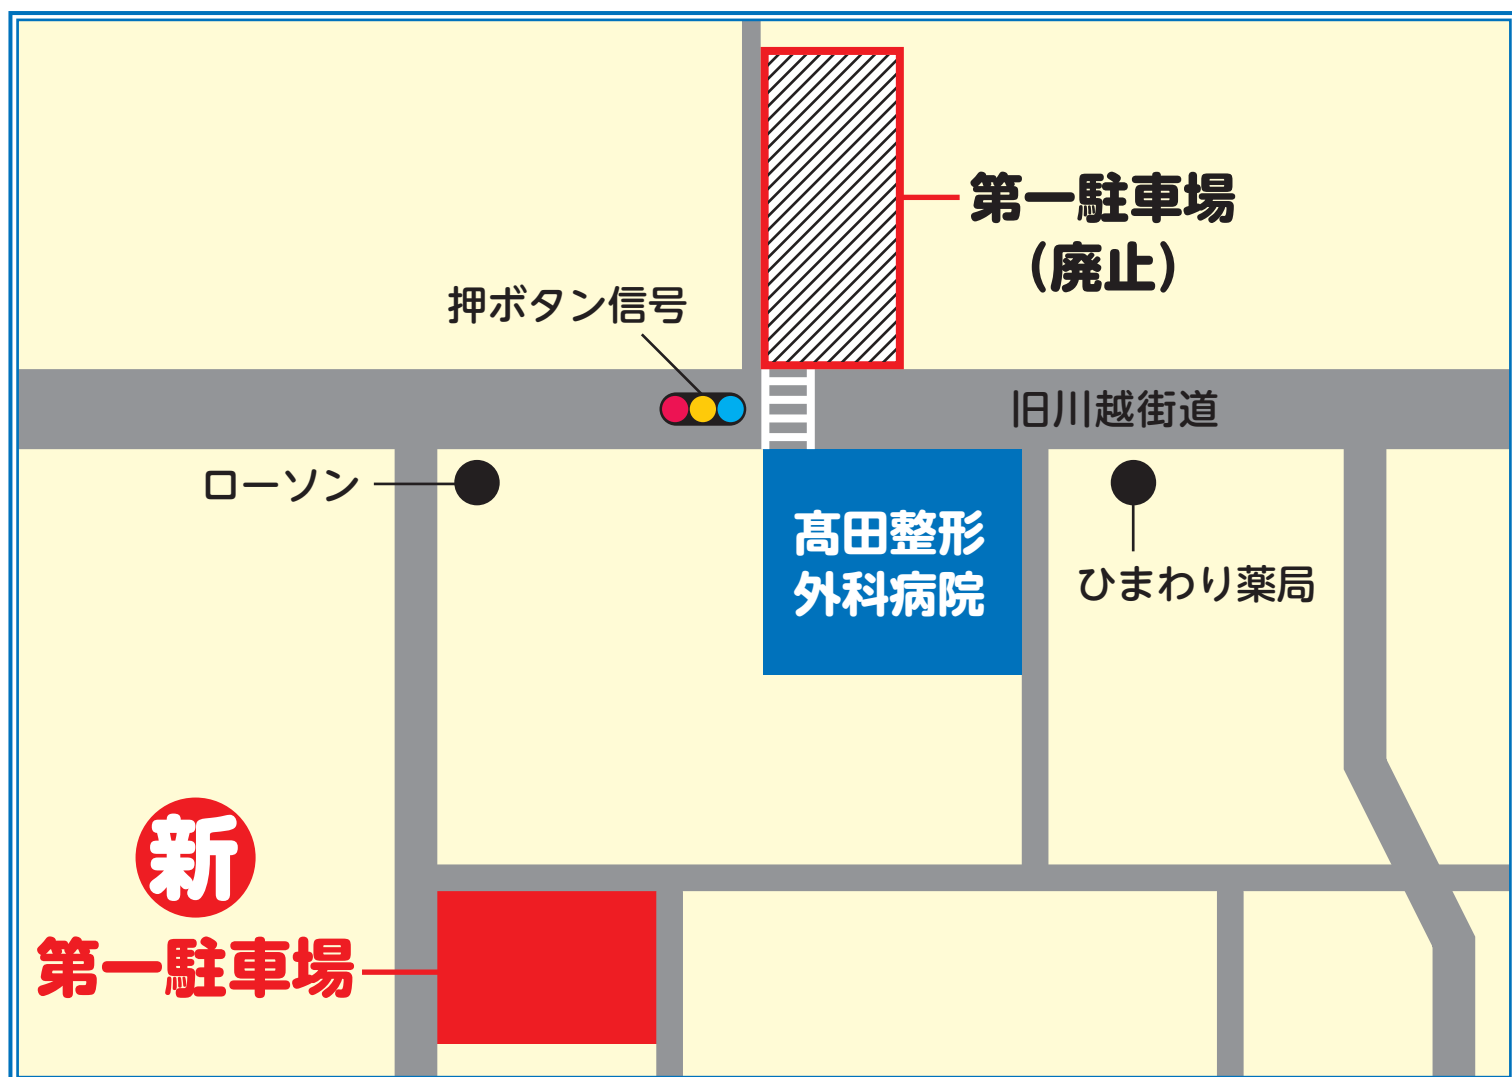 第一駐車場
（廃止）
押ボタン信号
旧川越街道
ローソン
髙田整形
外科病院
ひまわり薬局
新
第一駐車場